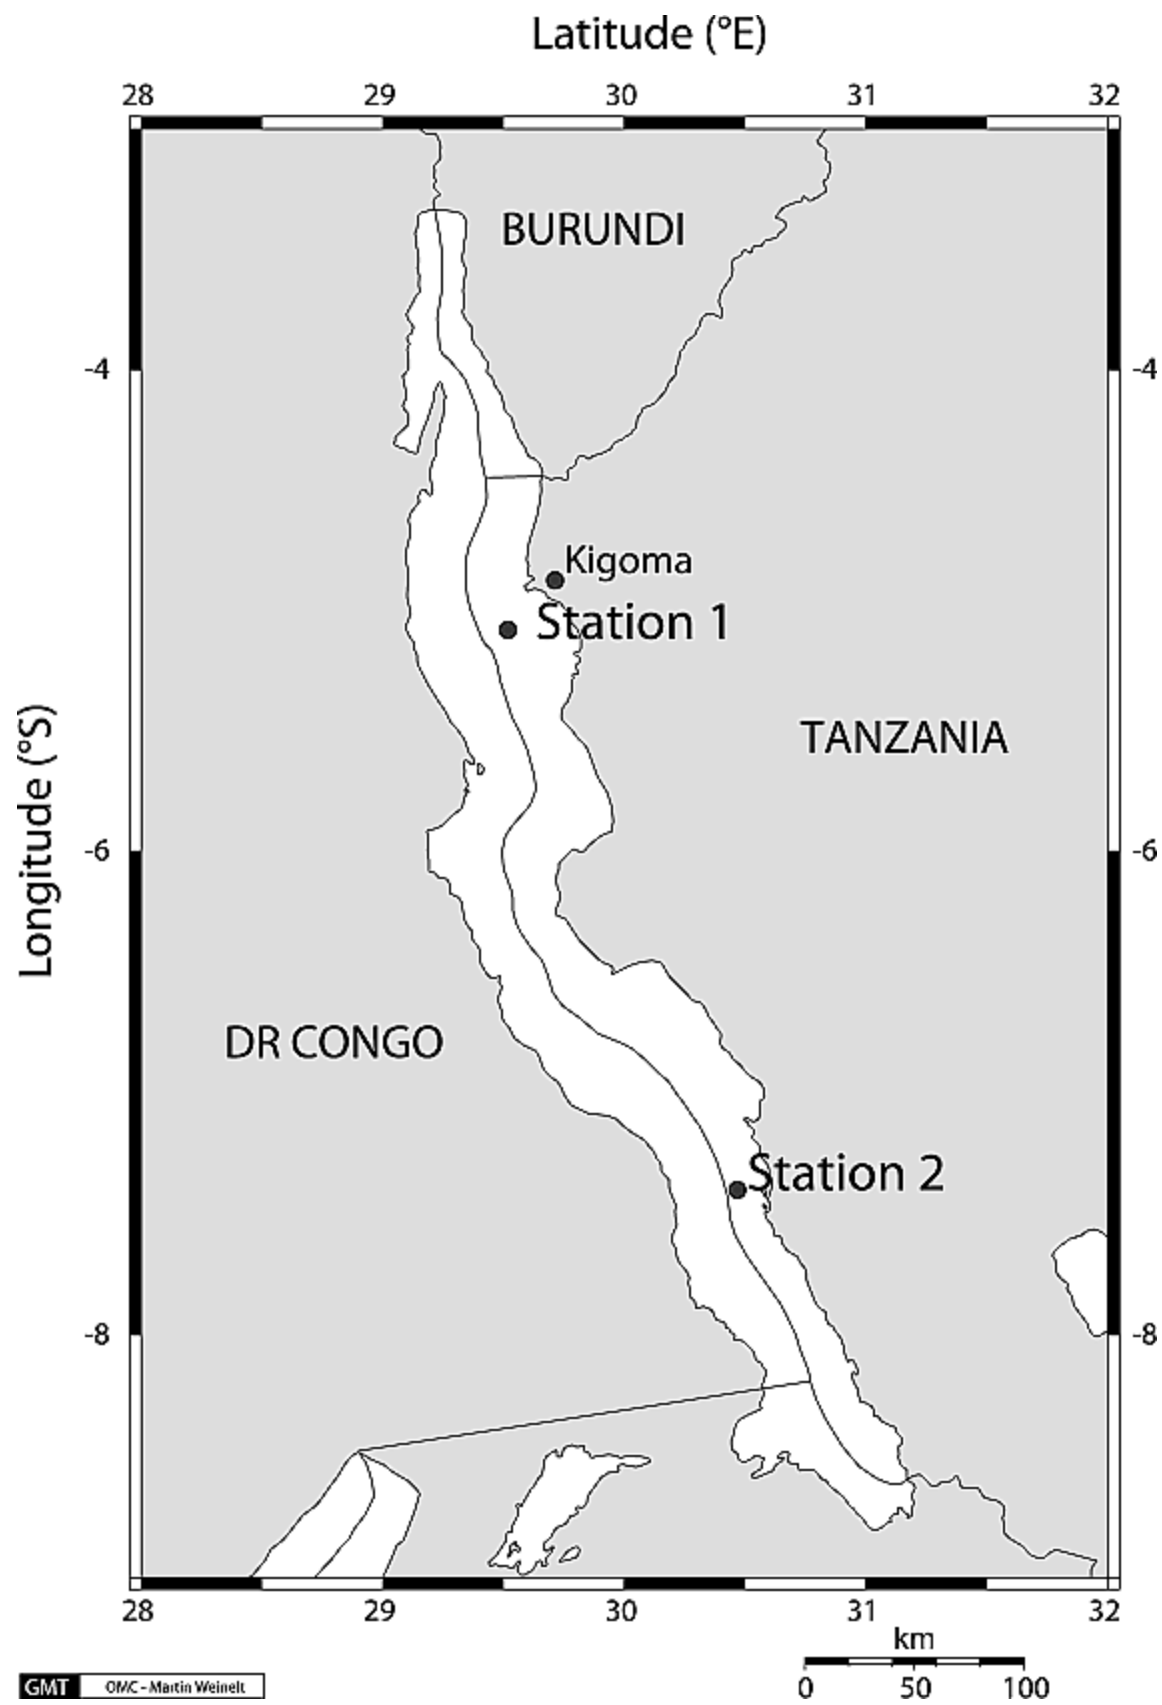 Latitude (°E)
28 29 30 31 32
BURUNDI
-4 -4
Kigoma
Station 1
TANZANIA
Longitude (°S)
-6 -6
DR CONGO
Station 2
-8 -8
28 29 30 31 32
km
0 50 100
GMT OMC - Martin Weinelt